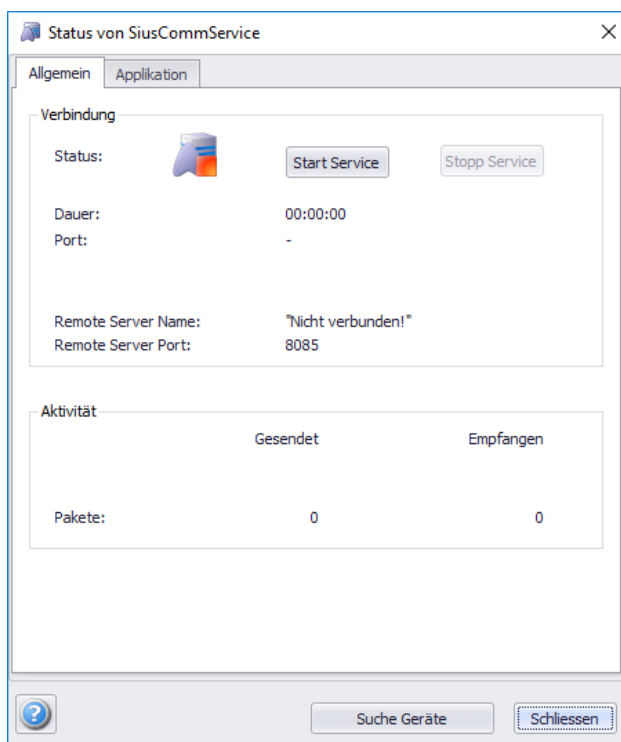 Status von SiusCommService
Allgemein Applikation
Verbindung
Status: Start Service Stopp Service
Dauer: 00:00:00
Port: -
Remote Server Name: "Nicht verbunden!"
Remote Server Port: 8085
Aktivität
Gesendet Empfangen
Pakete: 0 0
Suche Geräte Schliessen